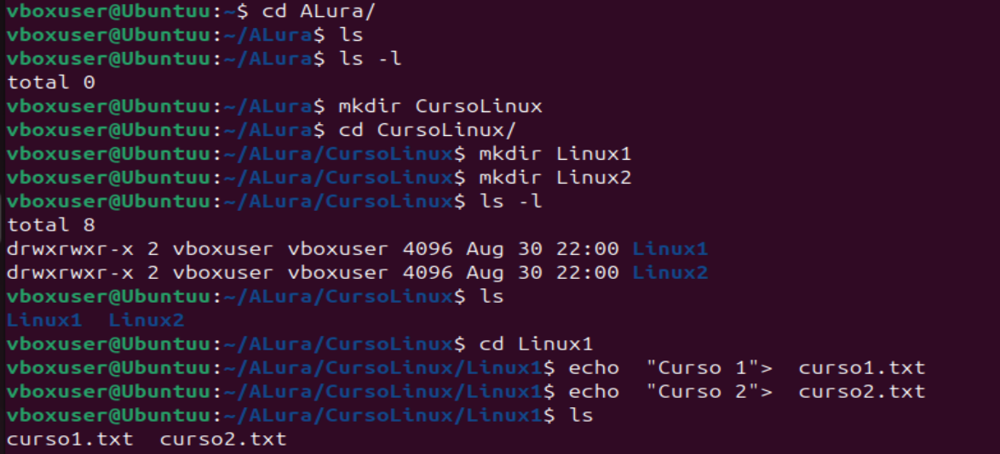 vboxuser@Ubuntuu:~$ cd ALura/
vboxuser@Ubuntuu:~/ALura$ ls
vboxuser@Ubuntuu:~/ALura$ ls -l
total 0
vboxuser@Ubuntuu:~/ALura$ mkdir CursoLinux
vboxuser@Ubuntuu:~/ALura$ cd CursoLinux/
vboxuser@Ubuntuu:~/ALura/CursoLinux$ mkdir Linux1
vboxuser@Ubuntuu:~/ALura/CursoLinux$ mkdir Linux2
vboxuser@Ubuntuu:~/ALura/CursoLinux$ ls -l
total 8
drwxrwxr-x 2 vboxuser vboxuser 4096 Aug 30 22:00 Linux1
drwxrwxr-x 2 vboxuser vboxuser 4096 Aug 30 22:00 Linux2
vboxuser@Ubuntuu:~/ALura/CursoLinux$ ls
Linux1  Linux2
vboxuser@Ubuntuu:~/ALura/CursoLinux$ cd Linux1
vboxuser@Ubuntuu:~/ALura/CursoLinux/Linux1$ echo  "Curso 1">  curso1.txt
vboxuser@Ubuntuu:~/ALura/CursoLinux/Linux1$ echo  "Curso 2">  curso2.txt
vboxuser@Ubuntuu:~/ALura/CursoLinux/Linux1$ ls
curso1.txt  curso2.txt